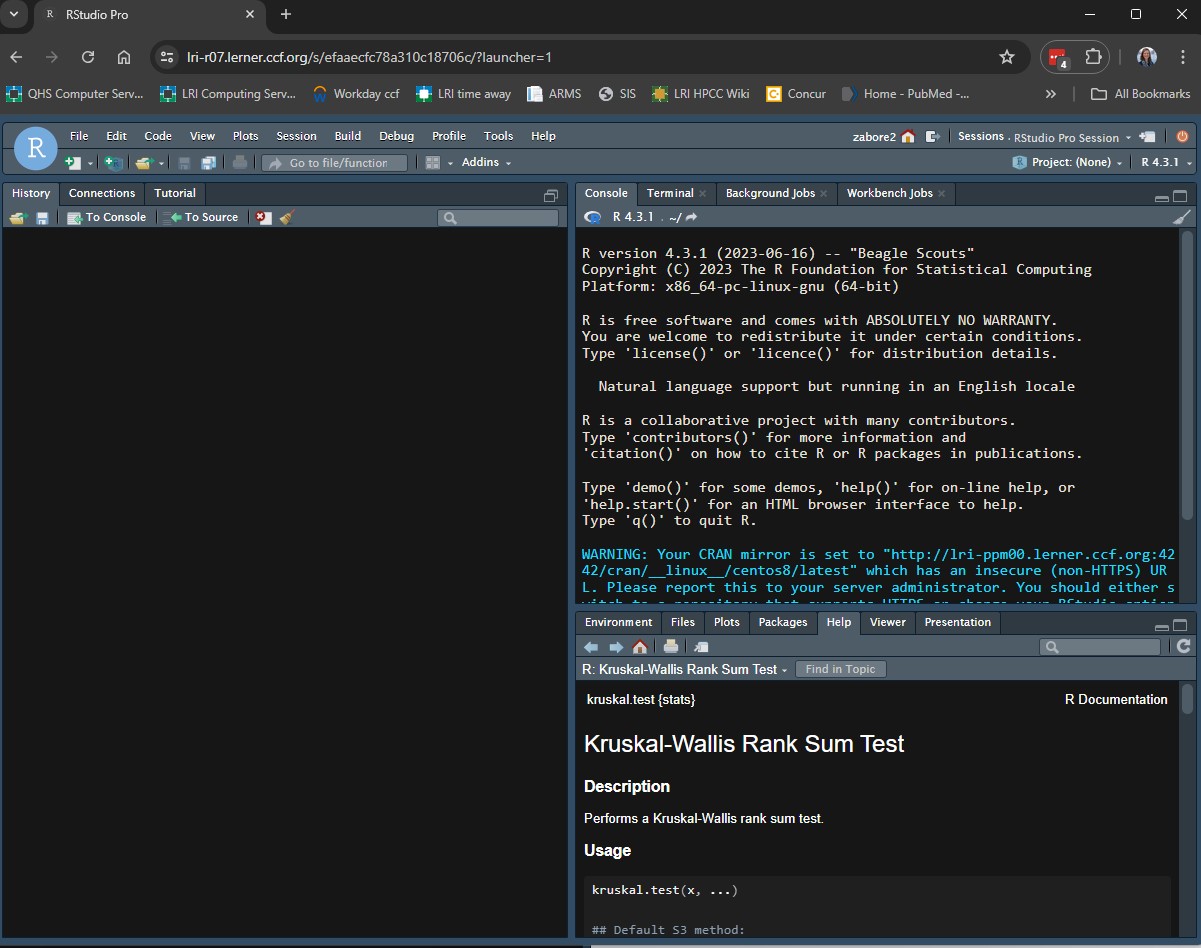 RStudio Pro
lri-r07.lerner.ccf.org/s/efaaecfc78a310c18706c/?launcher=1
4
QHS Computer Serv... LRI Computing Serv... Workday ccf LRI time away ARMS SIS LRI HPCC Wiki Concur Home - PubMed -... » All Bookmarks
R
File Edit Code View Plots Session Build Debug Profile Tools Help
zabore2 Sessions RStudio Pro Session
Go to file/function Addins
Project: (None) R 4.3.1
History Connections Tutorial
To Console To Source
Console Terminal Background Jobs Workbench Jobs
R 4.3.1 . ~/
R version 4.3.1 (2023-06-16) -- "Beagle Scouts"
Copyright (C) 2023 The R Foundation for Statistical Computing
Platform: x86_64-pc-linux-gnu (64-bit)
R is free software and comes with ABSOLUTELY NO WARRANTY.
You are welcome to redistribute it under certain conditions.
Type 'license()' or 'licence()' for distribution details.
Natural language support but running in an English locale
R is a collaborative project with many contributors.
Type 'contributors()' for more information and
'citation()' on how to cite R or R packages in publications.
Type 'demo()' for some demos, 'help()' for on-line help, or
'help.start()' for an HTML browser interface to help.
Type 'q()' to quit R.
WARNING: Your CRAN mirror is set to "http://lri-ppm00.lerner.ccf.org:42
42/cran/__linux__/centos8/latest" which has an insecure (non-HTTPS) UR
L. Please report this to your server administrator. You should either s
witch to a repository that supports HTTPS or change your RStudio option
Environment Files Plots Packages Help Viewer Presentation
R: Kruskal-Wallis Rank Sum Test Find in Topic
kruskal.test {stats} R Documentation
Kruskal-Wallis Rank Sum Test
Description
Performs a Kruskal-Wallis rank sum test.
Usage
kruskal.test(x, ...)
## Default S3 method: